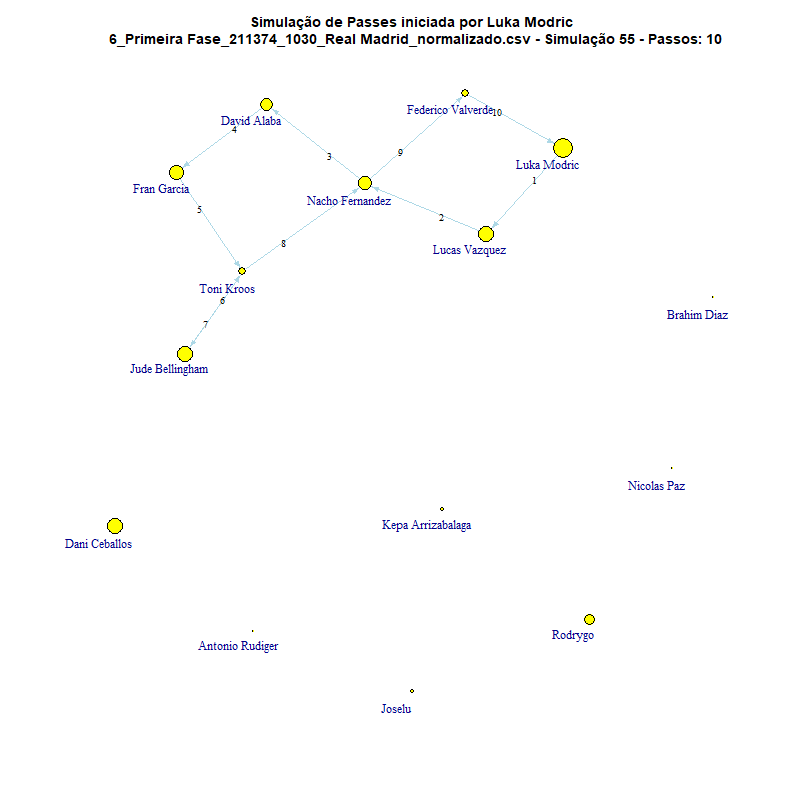 Simulação de Passes iniciada por Luka Modric
6_Primeira Fase_211374_1030_Real Madrid_normalizado.csv - Simulação 55 - Passos: 10
Federico Valverde
10
David Alaba
4
3
9
Luka Modric
1
Fran Garcia
Nacho Fernandez
5
2
8
Lucas Vazquez
Toni Kroos
6
Brahim Diaz
7
Jude Bellingham
Nicolas Paz
Kepa Arrizabalaga
Dani Ceballos
Rodrygo
Antonio Rudiger
Joselu